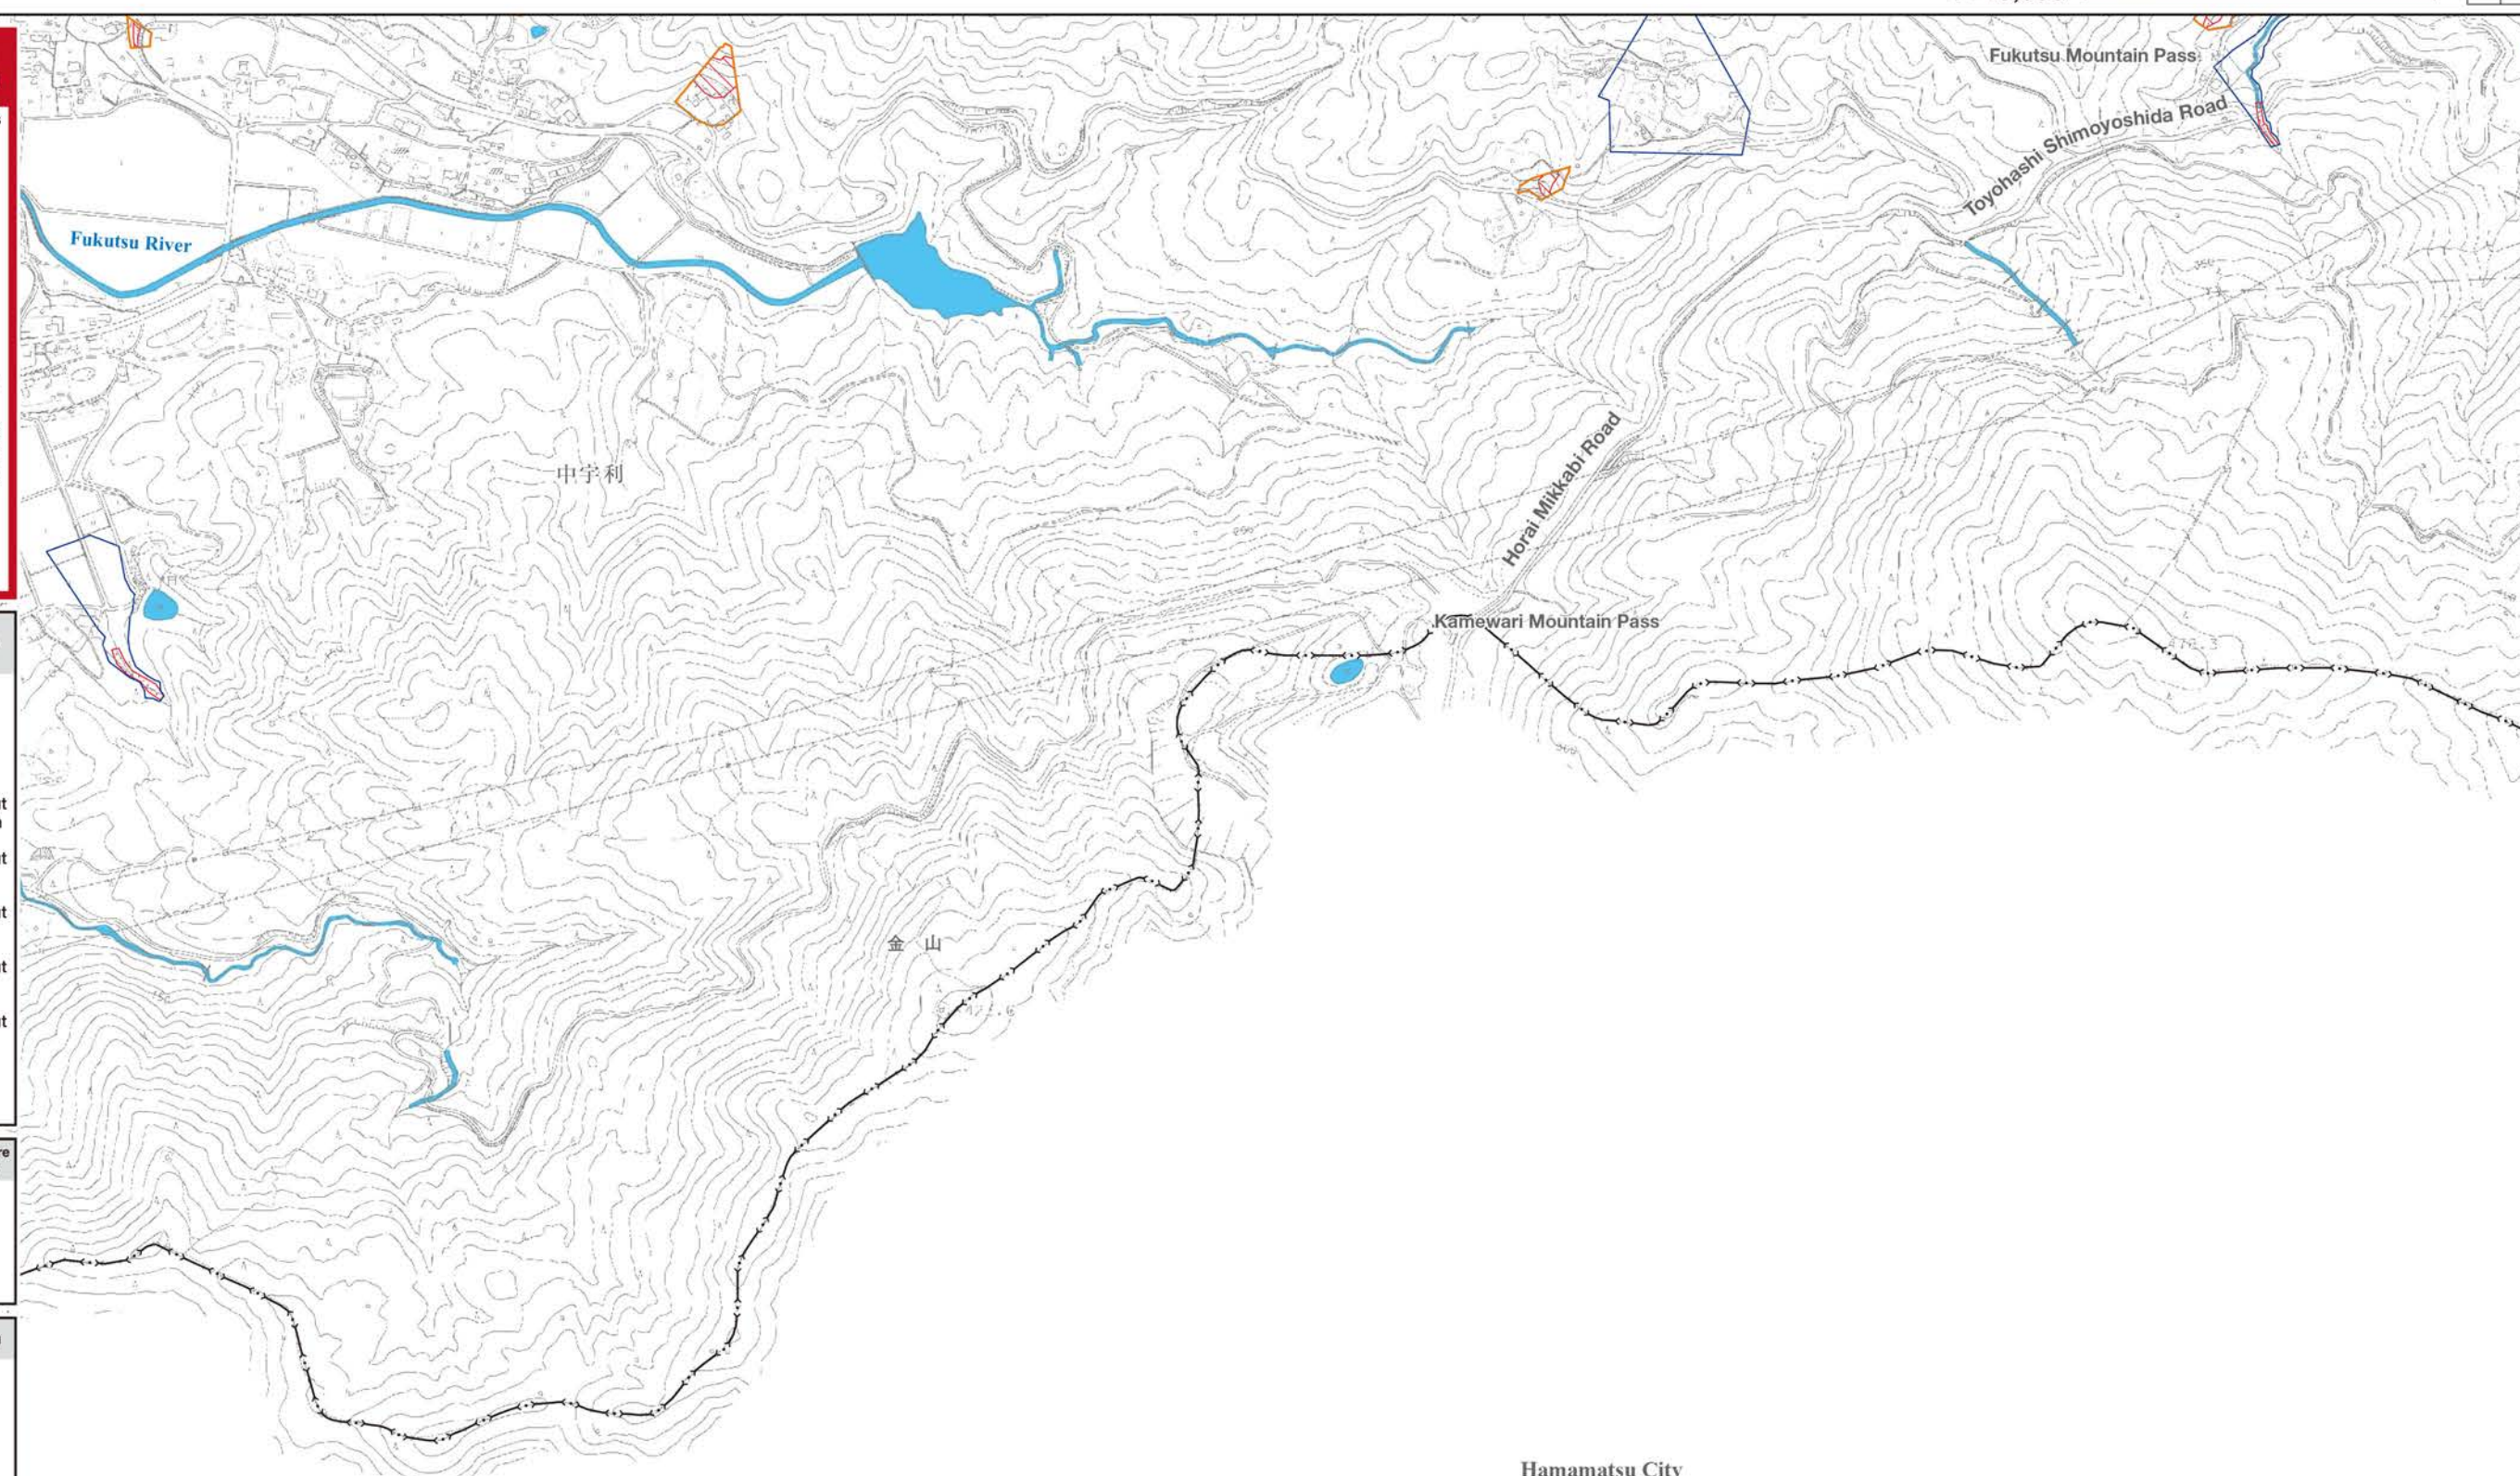 Fukutsu Mountain Pass
Toyohashi Shimoyoshida Road
Fukutsu River
Horai Mikkabi Road
中宇利
Kamewari Mountain Pass
金山
Hamamatsu City